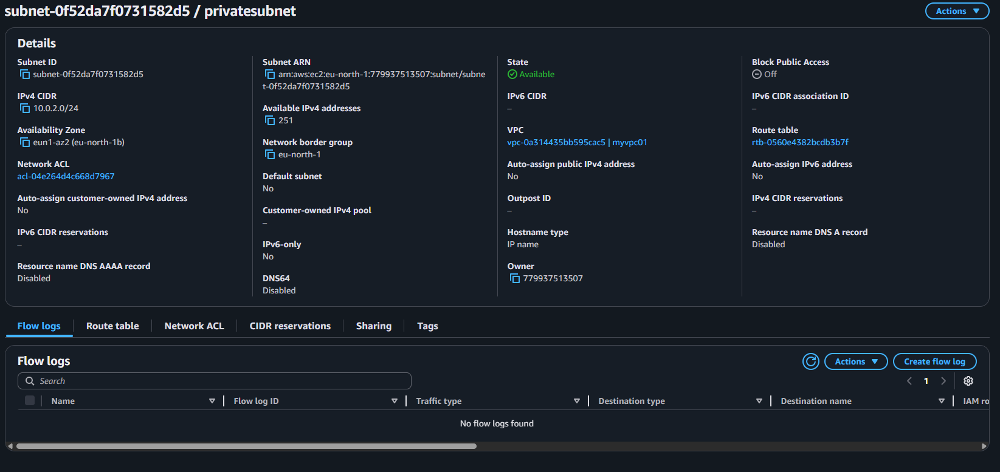 subnet-0f52da7f0731582d5 / privatesubnet
Actions
Details
Subnet ID
subnet-0f52da7f0731582d5
IPv4 CIDR
10.0.2.0/24
Availability Zone
eun1-az2 (eu-north-1b)
Network ACL
acl-04e264d4c668d7967
Auto-assign customer-owned IPv4 address
No
IPv6 CIDR reservations
–
Resource name DNS AAAA record
Disabled
Subnet ARN
arn:aws:ec2:eu-north-1:779937513507:subnet/subne
t-0f52da7f0731582d5
Available IPv4 addresses
251
Network border group
eu-north-1
Default subnet
No
Customer-owned IPv4 pool
–
IPv6-only
No
DNS64
Disabled
State
Available
IPv6 CIDR
–
VPC
vpc-0a314435bb595cac5 | myvpc01
Auto-assign public IPv4 address
No
Outpost ID
–
Hostname type
IP name
Owner
779937513507
Block Public Access
Off
IPv6 CIDR association ID
–
Route table
rtb-0560e4382bcdb3b7f
Auto-assign IPv6 address
No
IPv4 CIDR reservations
–
Resource name DNS A record
Disabled
Flow logs
Route table
Network ACL
CIDR reservations
Sharing
Tags
Flow logs
Actions
Create flow log
Search
1
Name
Flow log ID
Traffic type
Destination type
Destination name
IAM ro
No flow logs found